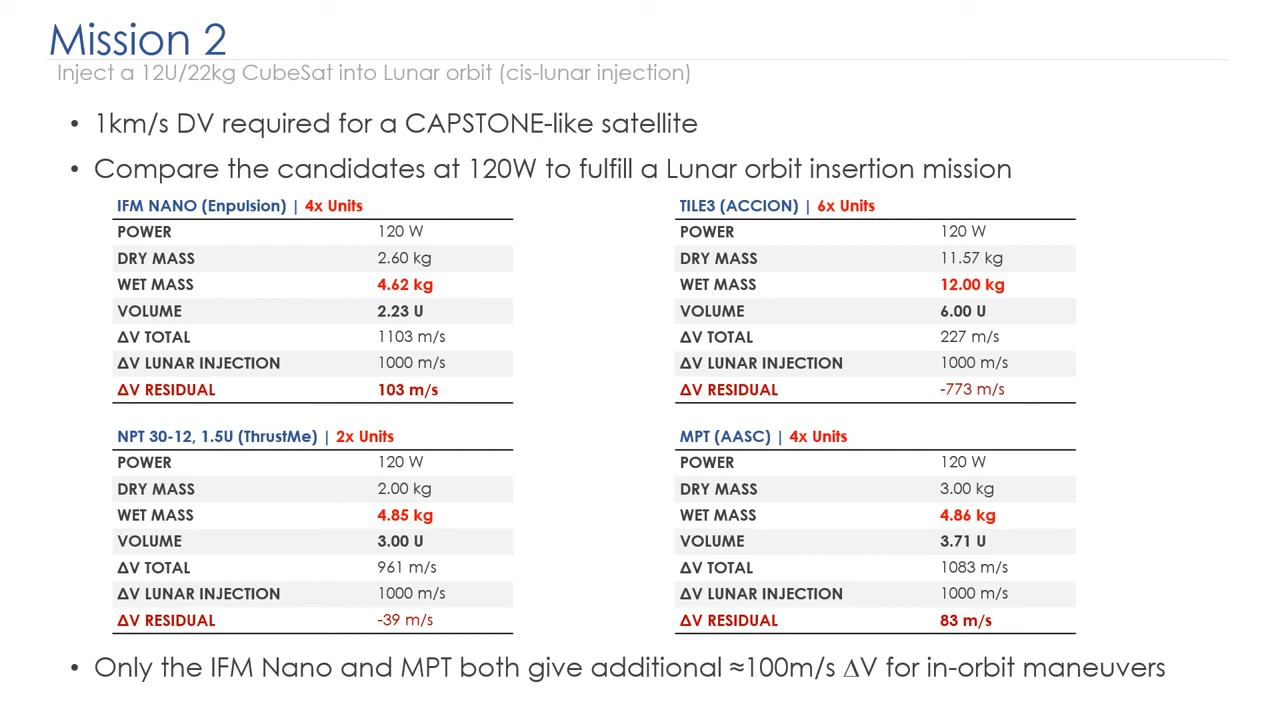 Mission 2
Inject a 12U/22kg CubeSat into Lunar orbit (cis-lunar injection)
• 1km/s DV required for a CAPSTONE-like satellite
• Compare the candidates at 120W to fulfill a Lunar orbit insertion mission
IFM NANO (Enpulsion) | 4x Units
POWER 120 W
DRY MASS 2.60 kg
WET MASS 4.62 kg
VOLUME 2.23 U
ΔV TOTAL 1103 m/s
ΔV LUNAR INJECTION 1000 m/s
ΔV RESIDUAL 103 m/s
TILE3 (ACCION) | 6x Units
POWER 120 W
DRY MASS 11.57 kg
WET MASS 12.00 kg
VOLUME 6.00 U
ΔV TOTAL 227 m/s
ΔV LUNAR INJECTION 1000 m/s
ΔV RESIDUAL -773 m/s
NPT 30-12, 1.5U (ThrustMe) | 2x Units
POWER 120 W
DRY MASS 2.00 kg
WET MASS 4.85 kg
VOLUME 3.00 U
ΔV TOTAL 961 m/s
ΔV LUNAR INJECTION 1000 m/s
ΔV RESIDUAL -39 m/s
MPT (AASC) | 4x Units
POWER 120 W
DRY MASS 3.00 kg
WET MASS 4.86 kg
VOLUME 3.71 U
ΔV TOTAL 1083 m/s
ΔV LUNAR INJECTION 1000 m/s
ΔV RESIDUAL 83 m/s
• Only the IFM Nano and MPT both give additional ≈100m/s ΔV for in-orbit maneuvers